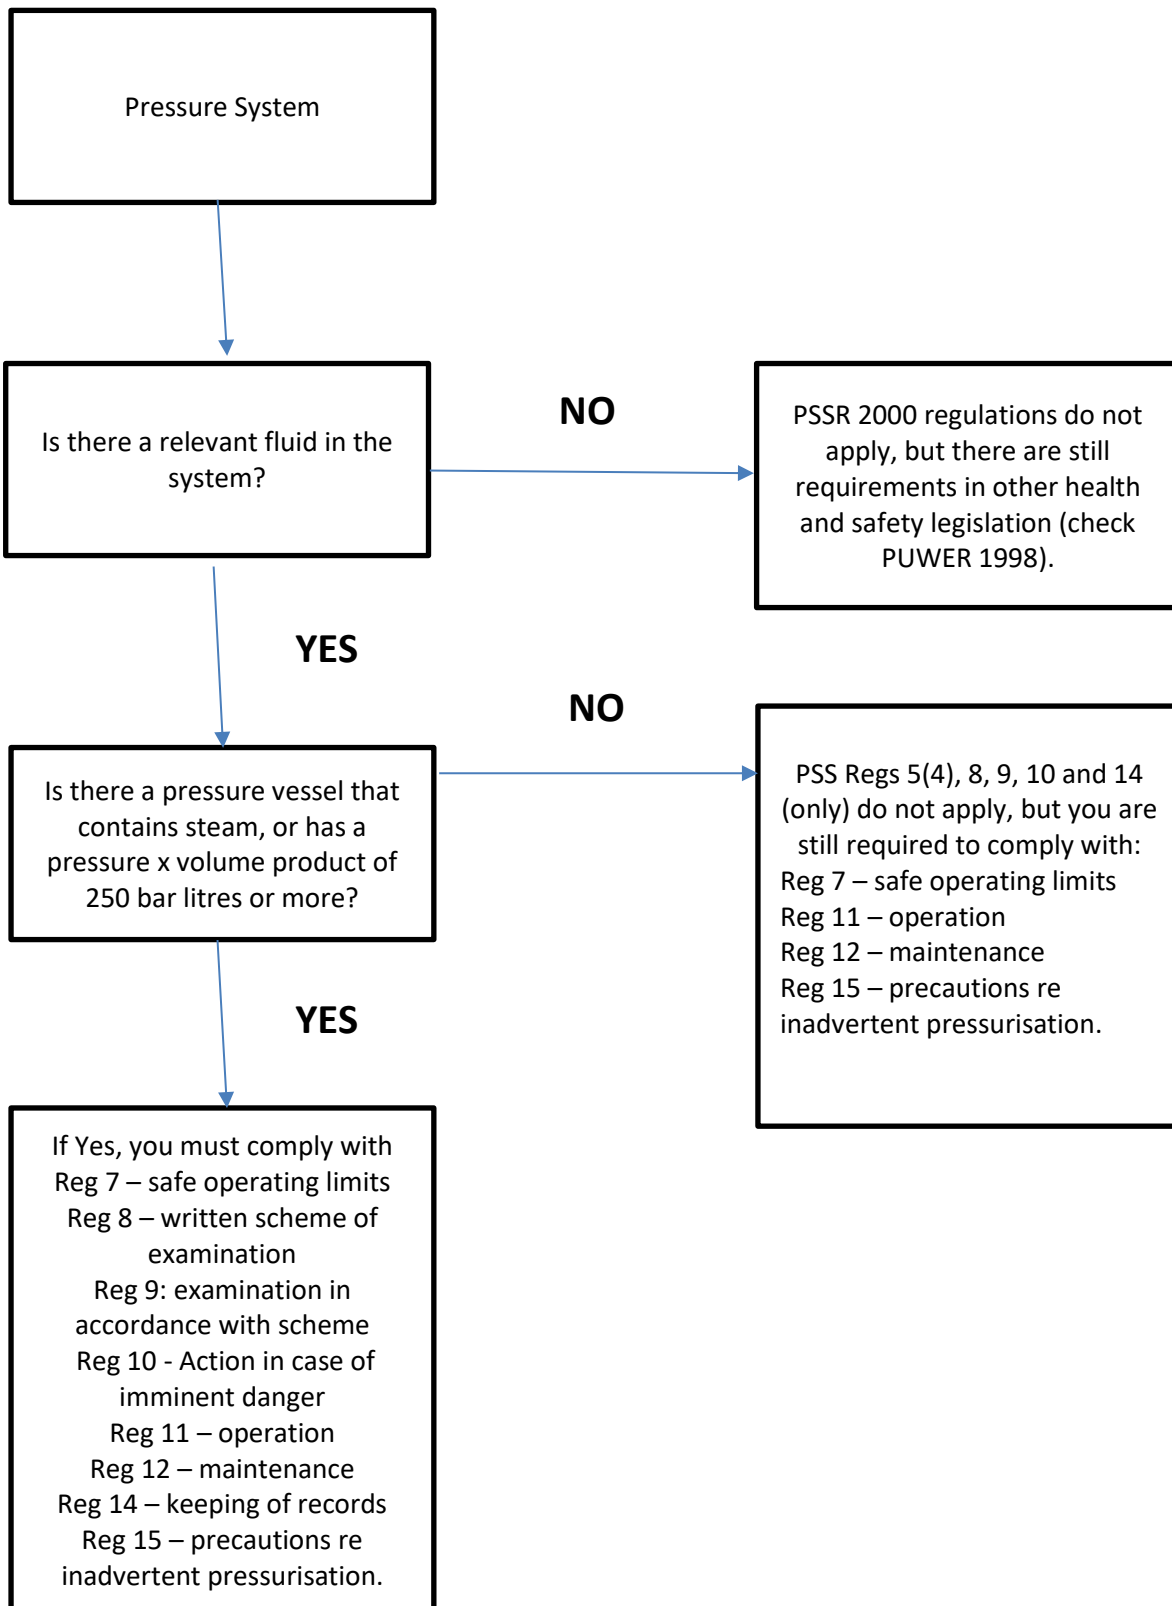 Pressure System
Is there a relevant fluid in the
system?
NO
PSSR 2000 regulations do not
apply, but there are still
requirements in other health
and safety legislation (check
PUWER 1998).
YES
Is there a pressure vessel that
contains steam, or has a
pressure x volume product of
250 bar litres or more?
NO
PSS Regs 5(4), 8, 9, 10 and 14
(only) do not apply, but you are
still required to comply with:
Reg 7 – safe operating limits
Reg 11 – operation
Reg 12 – maintenance
Reg 15 – precautions re
inadvertent pressurisation.
YES
If Yes, you must comply with
Reg 7 – safe operating limits
Reg 8 – written scheme of
examination
Reg 9: examination in
accordance with scheme
Reg 10 - Action in case of
imminent danger
Reg 11 – operation
Reg 12 – maintenance
Reg 14 – keeping of records
Reg 15 – precautions re
inadvertent pressurisation.